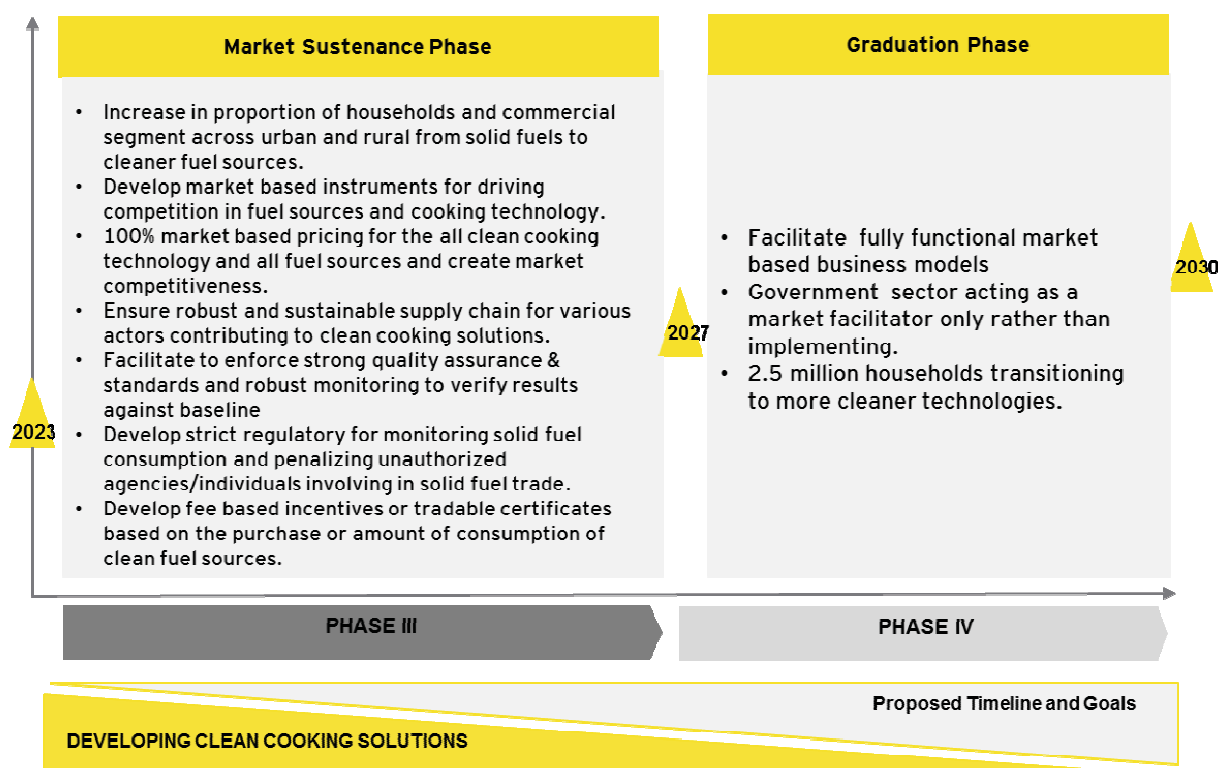 Market Sustenance Phase
• Increase in proportion of households and commercial
segment across urban and rural from solid fuels to
cleaner fuel sources.
• Develop market based instruments for driving
competition in fuel sources and cooking technology.
• 100% market based pricing for the all clean cooking
technology and all fuel sources and create market
competitiveness.
• Ensure robust and sustainable supply chain for various
actors contributing to clean cooking solutions.
• Facilitate to enforce strong quality assurance &
standards and robust monitoring to verify results
against baseline
• Develop strict regulatory for monitoring solid fuel
consumption and penalizing unauthorized
agencies/individuals involving in solid fuel trade.
• Develop fee based incentives or tradable certificates
based on the purchase or amount of consumption of
clean fuel sources.
2023
2027
Graduation Phase
• Facilitate fully functional market
based business models
• Government sector acting as a
market facilitator only rather than
implementing.
• 2.5 million households transitioning
to more cleaner technologies.
2030
PHASE III
PHASE IV
Proposed Timeline and Goals
DEVELOPING CLEAN COOKING SOLUTIONS